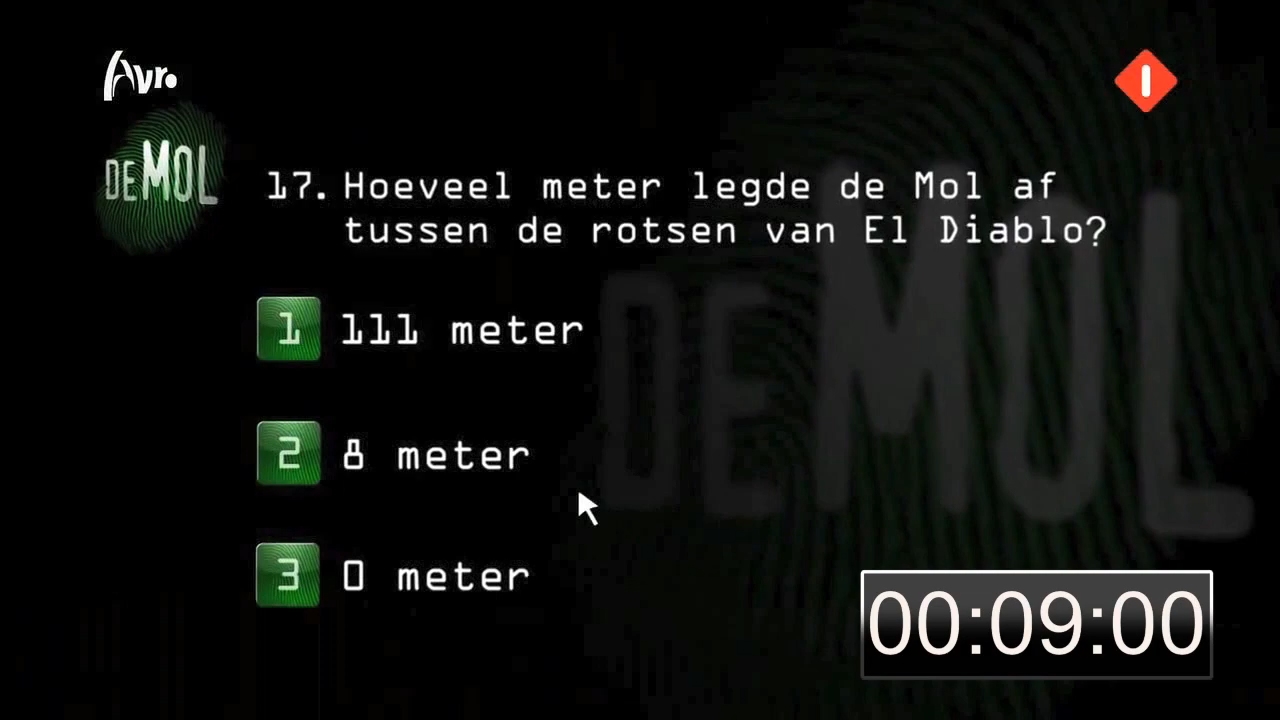 Avro
DE MOL
17. Hoeveel meter legde de Mol af
tussen de rotsen van El Diablo?
1 111 meter
2 8 meter
3 0 meter
DE MOL
00:09:00